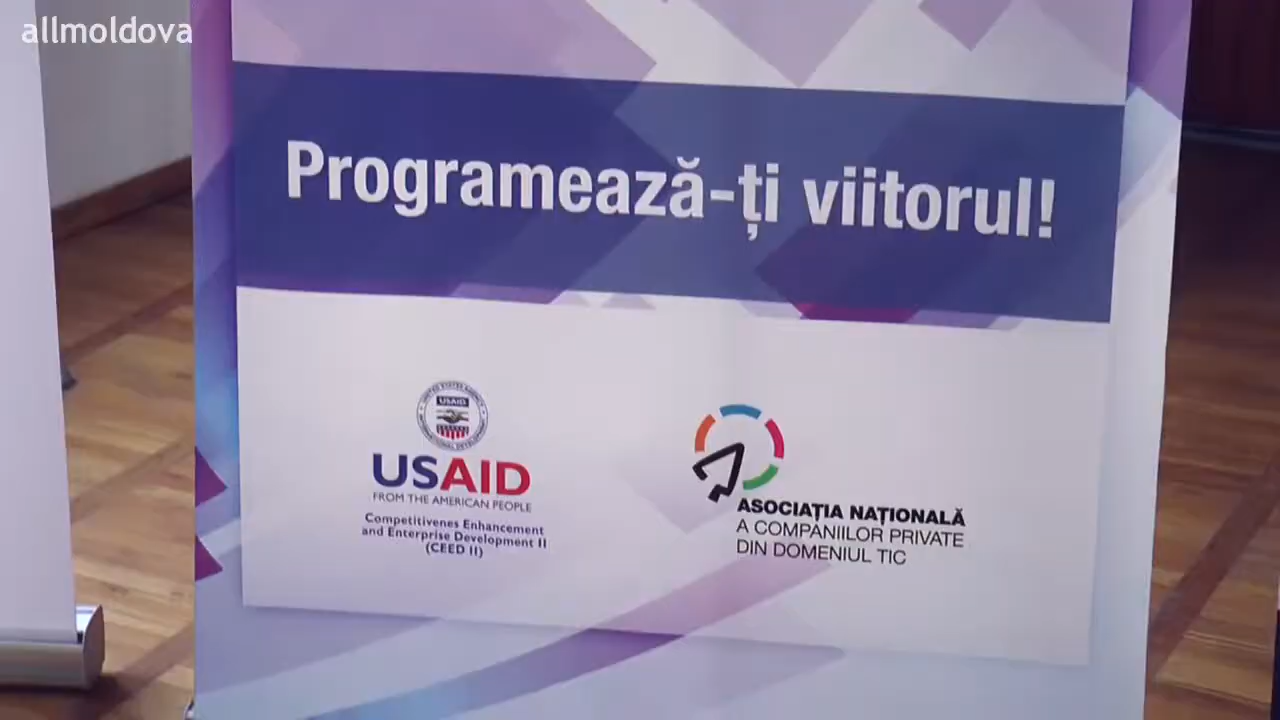 allmoldova
Programează-ți viitorul!
USAID
USAID
FROM THE AMERICAN PEOPLE
Competitivenes Enhancement
and Enterprise Development II
(CEED II)
ASOCIAȚIA NAȚIONALĂ
A COMPANIILOR PRIVATE
DIN DOMENIUL TIC